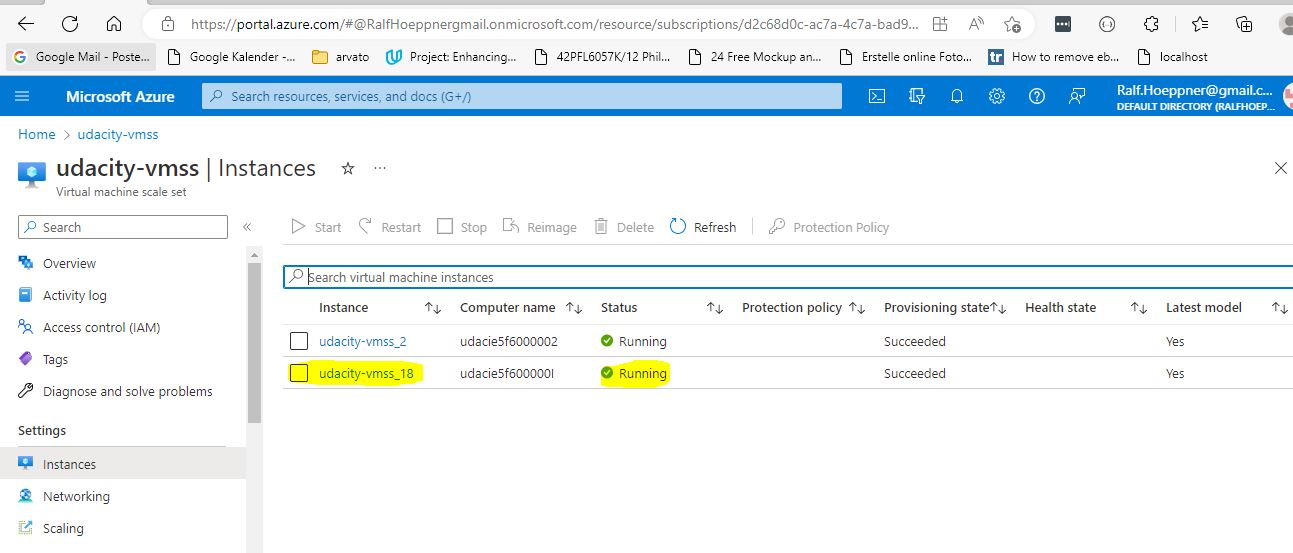 https://portal.azure.com/#@RalfHoeppnergmail.onmicrosoft.com/resource/subscriptions/d2c68d0c-ac7a-4c7a-bad9...
Google Mail - Poste... Google Kalender -... arvato Project: Enhancing... 42PFL6057K/12 Phil... 24 Free Mockup an... Erstelle online Foto... tr How to remove eb... localhost
Microsoft Azure Search resources, services, and docs (G+/) Ralf.Hoeppner@gmail.c...
DEFAULT DIRECTORY (RALFHOEP...
Home > udacity-vmss
udacity-vmss | Instances ...
Virtual machine scale set
Search « Start Restart Stop Reimage Delete Refresh Protection Policy
Overview
Search virtual machine instances
Activity log
Instance Computer name Status Protection policy Provisioning state Health state Latest model
Access control (IAM)
udacity-vmss_2 udacie5f6000002 Running Succeeded Yes
Tags
udacity-vmss_18 udacie5f600000I Running Succeeded Yes
Diagnose and solve problems
Settings
Instances
Networking
Scaling